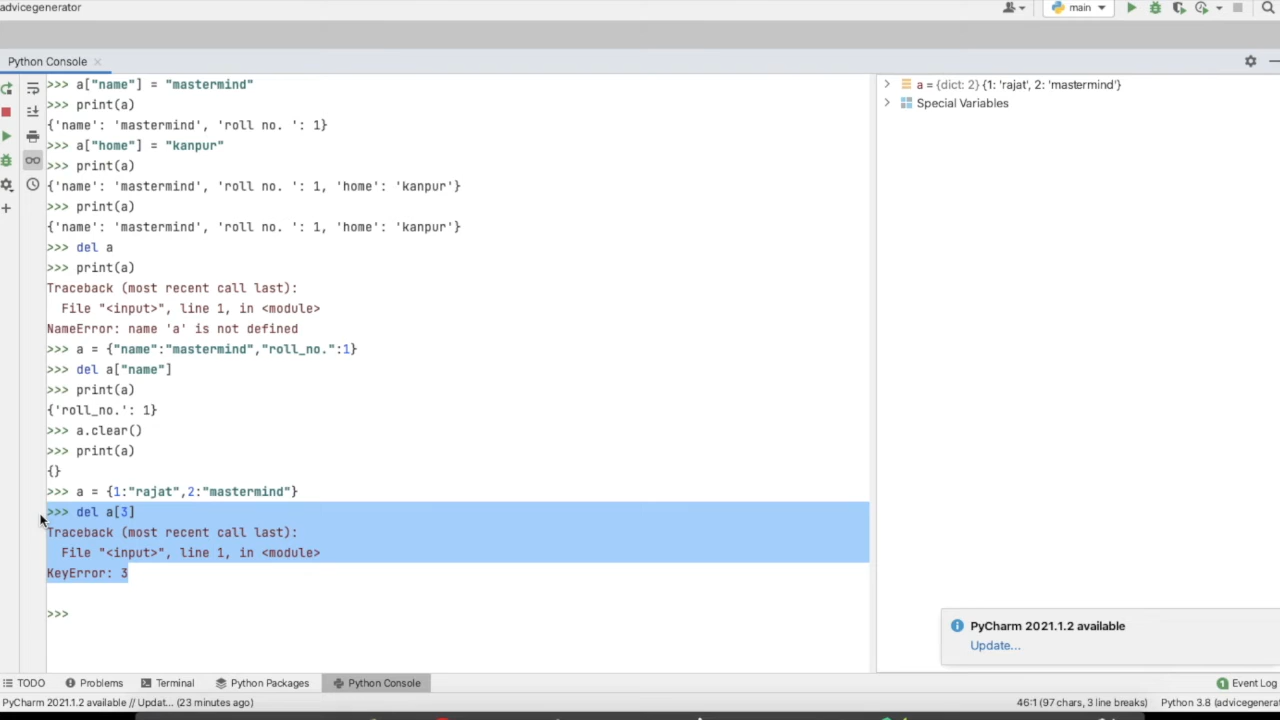 advicegenerator
main
Python Console
>>> a["name"] = "mastermind"
>>> print(a)
{'name': 'mastermind', 'roll no. ': 1}
>>> a["home"] = "kanpur"
>>> print(a)
{'name': 'mastermind', 'roll no. ': 1, 'home': 'kanpur'}
>>> print(a)
{'name': 'mastermind', 'roll no. ': 1, 'home': 'kanpur'}
>>> del a
>>> print(a)
Traceback (most recent call last):
  File "<input>", line 1, in <module>
NameError: name 'a' is not defined
>>> a = {"name":"mastermind","roll_no.":1}
>>> del a["name"]
>>> print(a)
{'roll_no.': 1}
>>> a.clear()
>>> print(a)
{}
>>> a = {1:"rajat",2:"mastermind"}
>>> del a[3]
Traceback (most recent call last):
  File "<input>", line 1, in <module>
KeyError: 3
>>>
a = {dict: 2} {1: 'rajat', 2: 'mastermind'}
Special Variables
PyCharm 2021.1.2 available
Update...
TODO Problems Terminal Python Packages Python Console 1 Event Log
PyCharm 2021.1.2 available // Updat... (23 minutes ago) 46:1 (97 chars, 3 line breaks) Python 3.8 (advicegenera